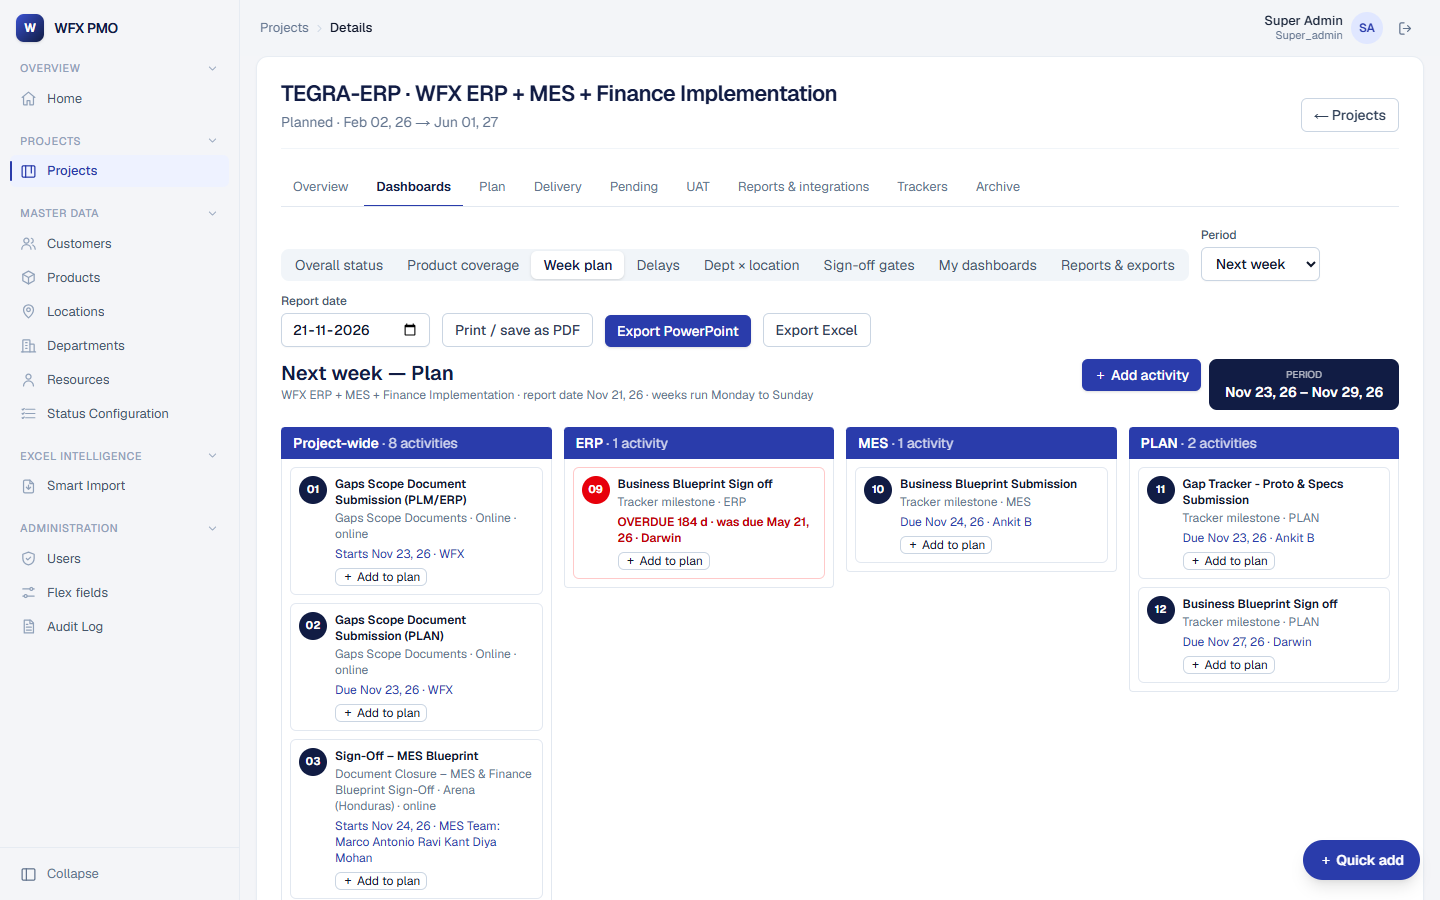 W WFX PMO
OVERVIEW
Home
PROJECTS
Projects
MASTER DATA
Customers
Products
Locations
Departments
Resources
Status Configuration
EXCEL INTELLIGENCE
Smart Import
ADMINISTRATION
Users
Flex fields
Audit Log
Collapse
Projects › Details
Super Admin
Super_admin
SA
TEGRA-ERP · WFX ERP + MES + Finance Implementation
Planned · Feb 02, 26 → Jun 01, 27
← Projects
Overview Dashboards Plan Delivery Pending UAT Reports & integrations Trackers Archive
Period
Overall status Product coverage Week plan Delays Dept × location Sign-off gates My dashboards Reports & exports Next week
Report date
21-11-2026 Print / save as PDF Export PowerPoint Export Excel
Next week — Plan
WFX ERP + MES + Finance Implementation · report date Nov 21, 26 · weeks run Monday to Sunday
+ Add activity
PERIOD
Nov 23, 26 – Nov 29, 26
Project-wide · 8 activities
01
Gaps Scope Document
Submission (PLM/ERP)
Gaps Scope Documents · Online ·
online
Starts Nov 23, 26 · WFX
+ Add to plan
02
Gaps Scope Document
Submission (PLAN)
Gaps Scope Documents · Online ·
online
Due Nov 23, 26 · WFX
+ Add to plan
03
Sign-Off – MES Blueprint
Document Closure – MES & Finance
Blueprint Sign-Off · Arena
(Honduras) · online
Starts Nov 24, 26 · MES Team:
Marco Antonio Ravi Kant Diya
Mohan
+ Add to plan
ERP · 1 activity
09
Business Blueprint Sign off
Tracker milestone · ERP
OVERDUE 184 d · was due May 21,
26 · Darwin
+ Add to plan
MES · 1 activity
10
Business Blueprint Submission
Tracker milestone · MES
Due Nov 24, 26 · Ankit B
+ Add to plan
PLAN · 2 activities
11
Gap Tracker - Proto & Specs
Submission
Tracker milestone · PLAN
Due Nov 23, 26 · Ankit B
+ Add to plan
12
Business Blueprint Sign off
Tracker milestone · PLAN
Due Nov 27, 26 · Darwin
+ Add to plan
+ Quick add